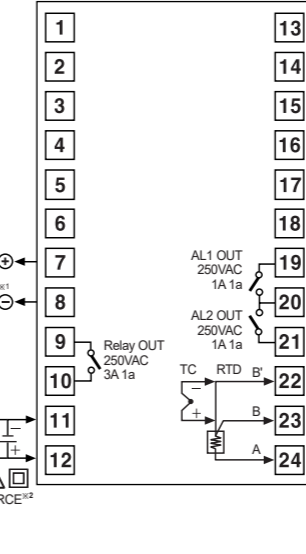 1
2
3
4
5
6
7
8
9
10
11
12
13
14
15
16
17
18
19
20
21
22
23
24
⊕
※1
⊖
Relay OUT
250VAC
3A 1a
AL1 OUT
250VAC
1A 1a
AL2 OUT
250VAC
1A 1a
TC RTD B'
−
+
B
A
−
+
RCE※2